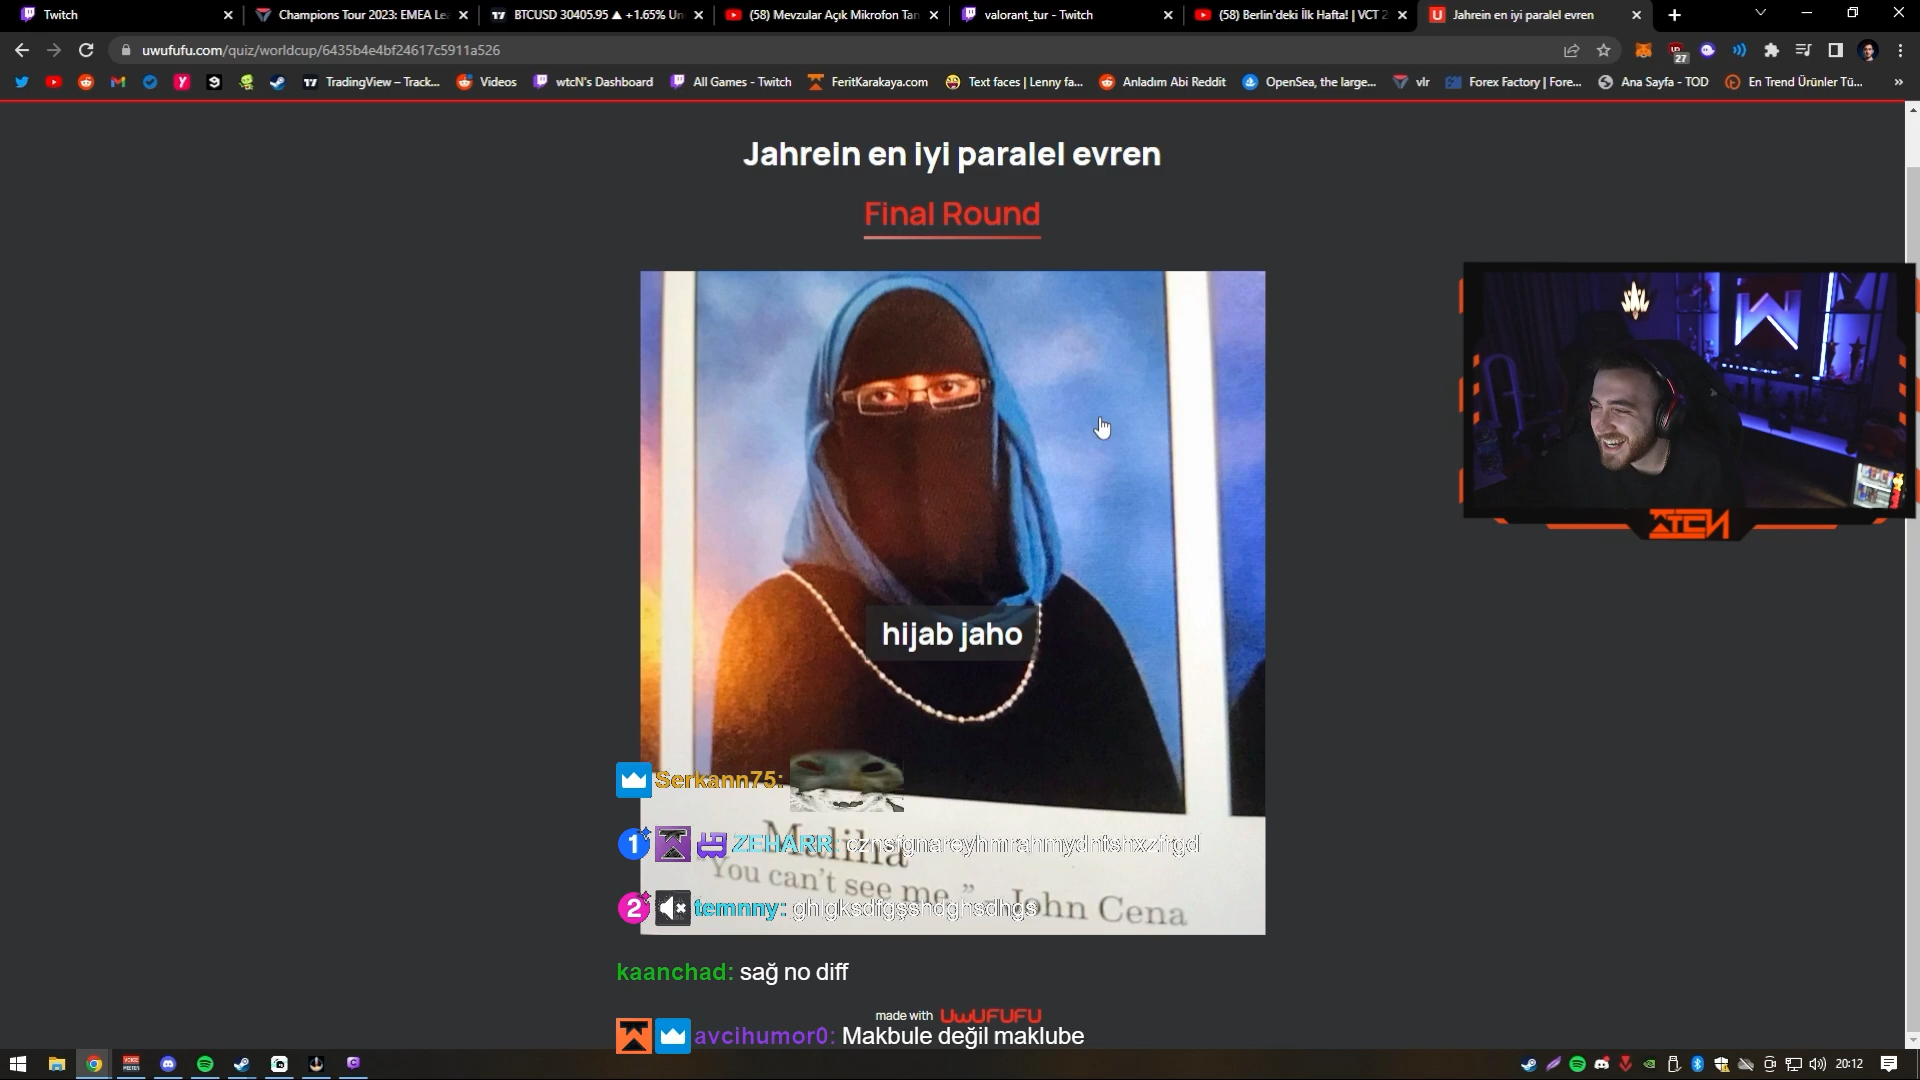 Twitch
Champions Tour 2023: EMEA Le
BTCUSD 30405.95 ▲ +1.65% Un
(58) Mevzular Açık Mikrofon Tan
valorant_tur - Twitch
(58) Berlin'deki İlk Hafta! | VCT 2
Jahrein en iyi paralel evren
uwufufu.com/quiz/worldcup/6435b4e4bf24617c5911a526
27
TradingView – Track...
Videos
wtcN's Dashboard
All Games - Twitch
FeritKarakaya.com
Text faces | Lenny fa...
Anladım Abi Reddit
OpenSea, the large...
vlr
Forex Factory | Fore...
Ana Sayfa - TOD
En Trend Ürünler Tü...
»
Jahrein en iyi paralel evren
Final Round
hijab jaho
WTCN
Serkann75:
Maliha
1 ZEHARR:
"You can't see me." - John Cena
2 temnny:
kaanchad: sağ no diff
made with UWUFUFU
avcihumor0: Makbule değil maklube
20:12